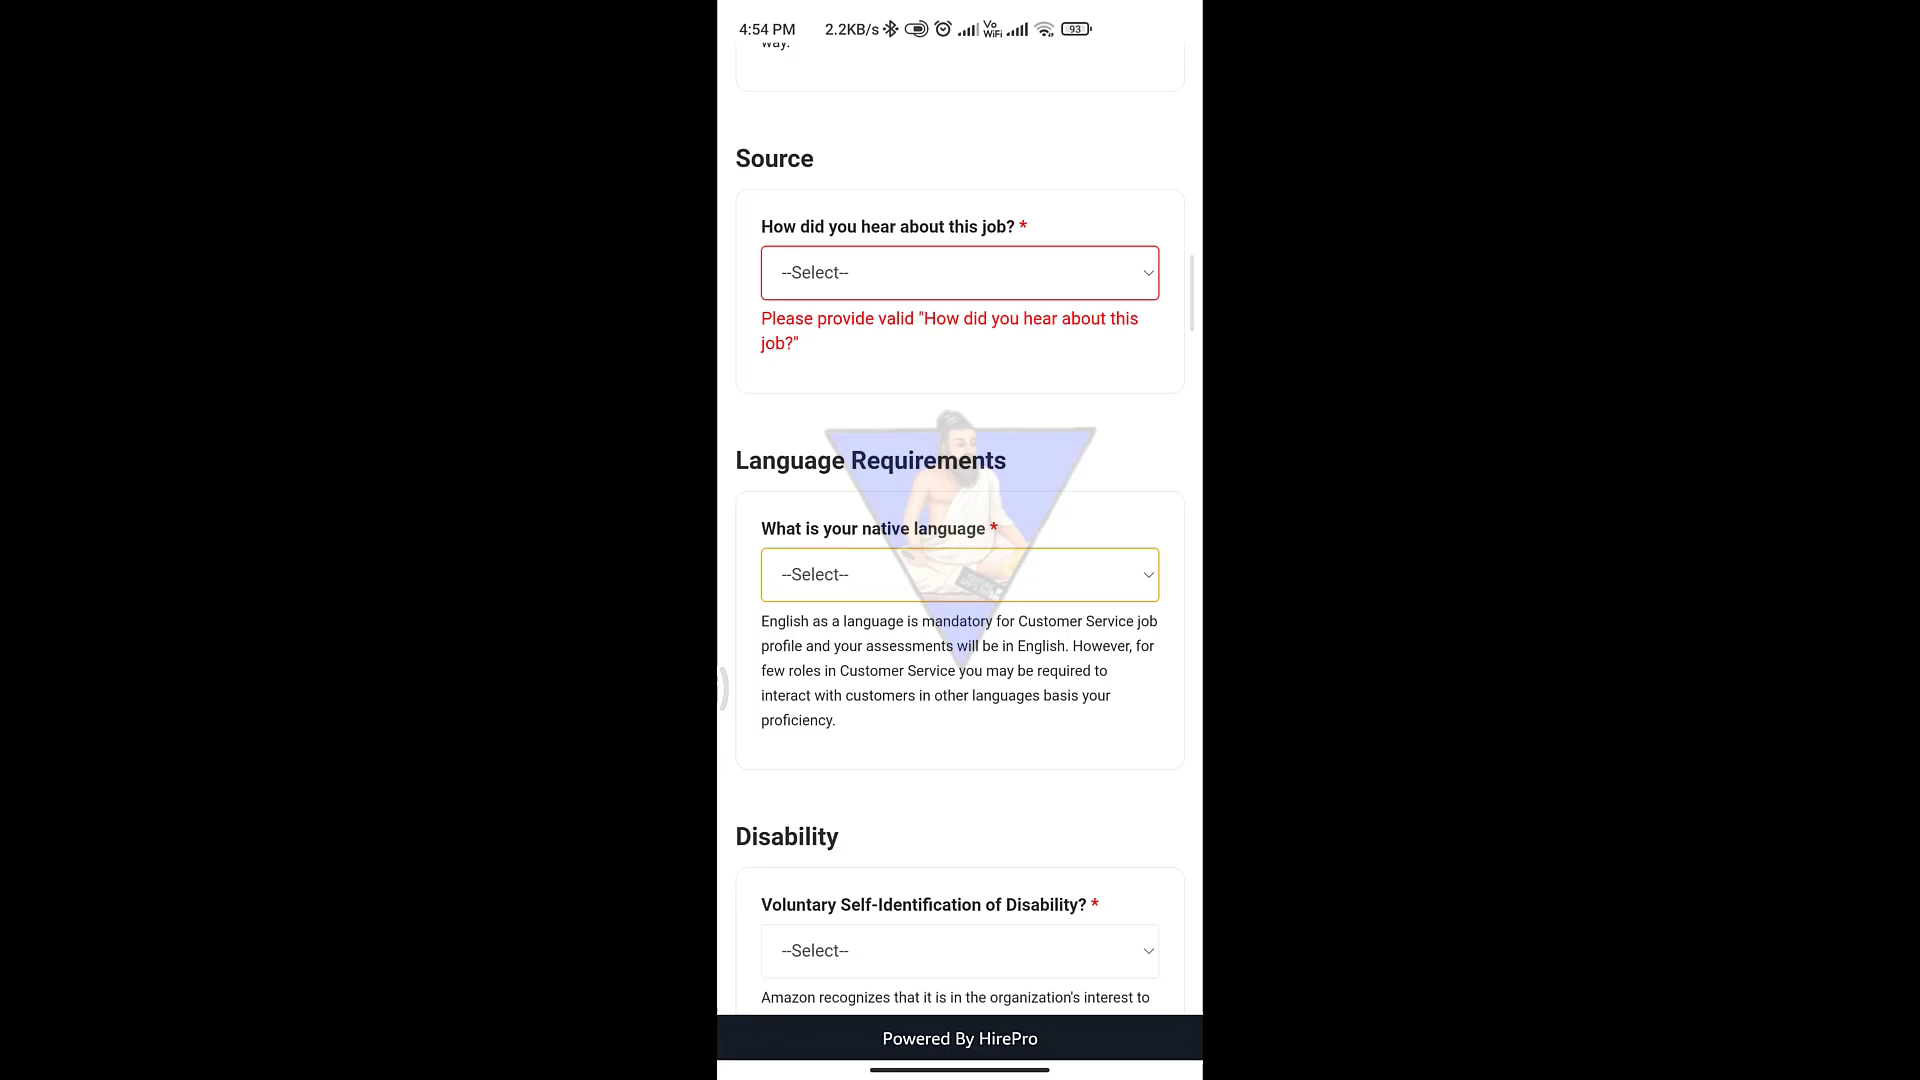 4:54 PM 2.2KB/s Vo WiFi 93
way.
Source
How did you hear about this job? *
--Select--
Please provide valid "How did you hear about this
job?"
Language Requirements
What is your native language *
--Select--
English as a language is mandatory for Customer Service job
profile and your assessments will be in English. However, for
few roles in Customer Service you may be required to
interact with customers in other languages basis your
proficiency.
Disability
Voluntary Self-Identification of Disability? *
--Select--
Amazon recognizes that it is in the organization's interest to
Powered By HirePro